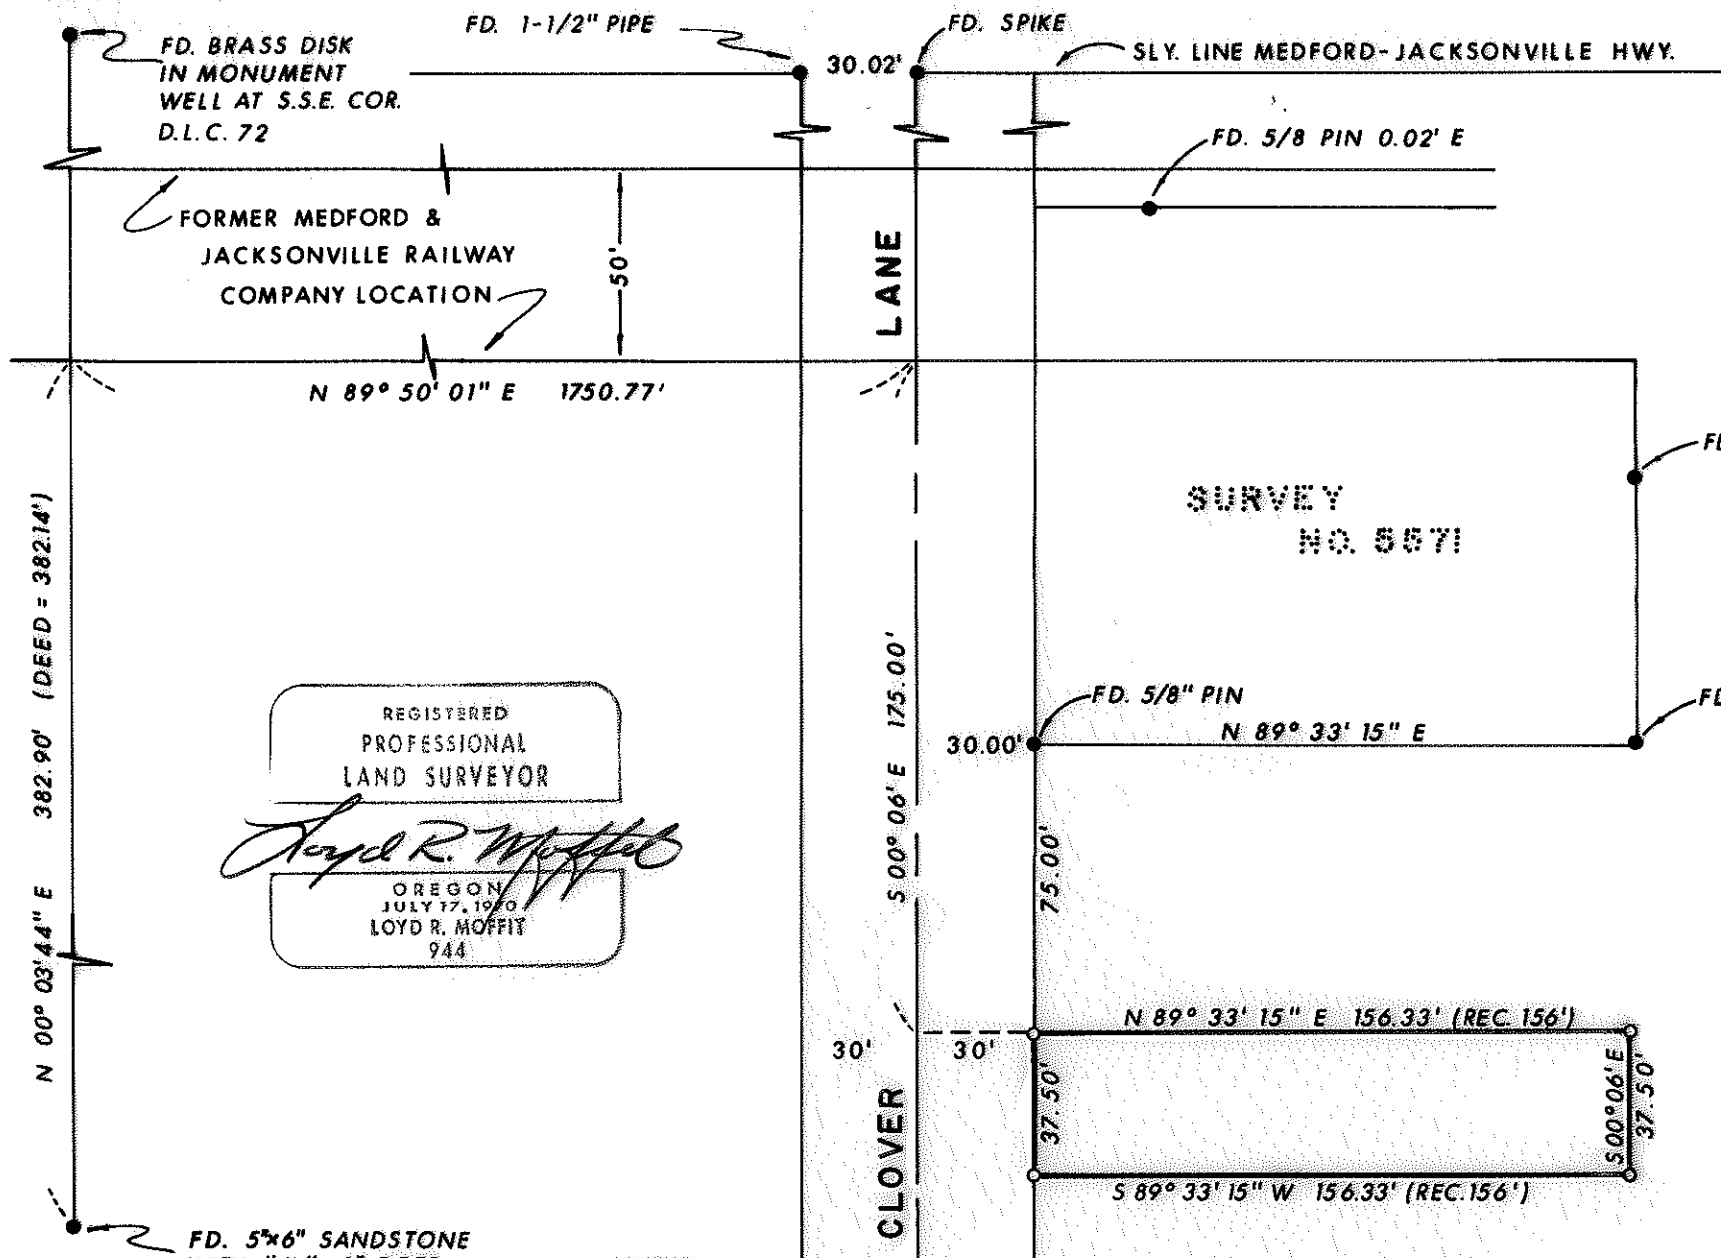 FD. 1-1/2" PIPE
FD. SPIKE
FD. BRASS DISK
IN MONUMENT
WELL AT S.S.E. COR.
D.L.C. 72
30.02'
SLY. LINE MEDFORD-JACKSONVILLE HWY.
FD. 5/8 PIN 0.02' E
FORMER MEDFORD &
JACKSONVILLE RAILWAY
COMPANY LOCATION
50'
LANE
N 89° 50' 01" E 1750.77'
SURVEY
NO. 5571
N 00° 03' 44" E 382.90' (DEED = 382.14')
S 00° 06' E 175.00'
FD. 5/8" PIN
30.00'
N 89° 33' 15" E
REGISTERED
PROFESSIONAL
LAND SURVEYOR
Loyd R. Moffit
OREGON
JULY 17, 1970
LOYD R. MOFFIT
944
75.00'
N 89° 33' 15" E 156.33' (REC. 156')
30'
30'
CLOVER
37.50'
S 00° 06' E
37.50'
S 89° 33' 15" W 156.33' (REC. 156')
FD. 5"x6" SANDSTONE